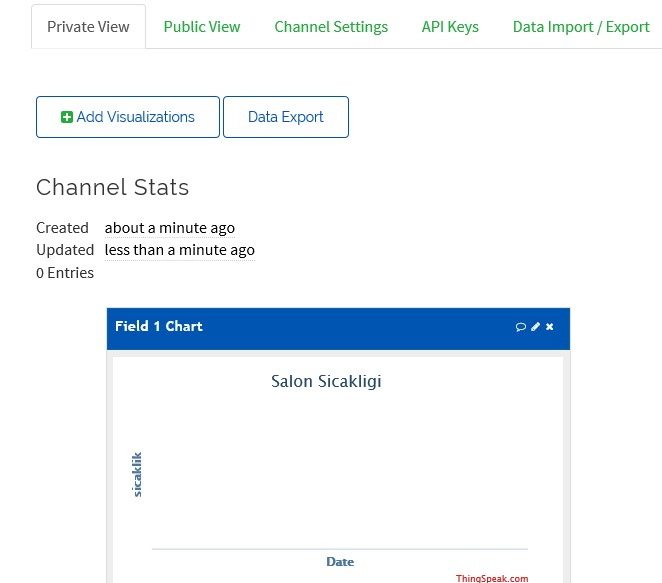 Private View Public View Channel Settings API Keys Data Import / Export
Add Visualizations Data Export
Channel Stats
Created about a minute ago
Updated less than a minute ago
0 Entries
Field 1 Chart
Salon Sicakligi
sicaklik
Date
ThingSpeak.com